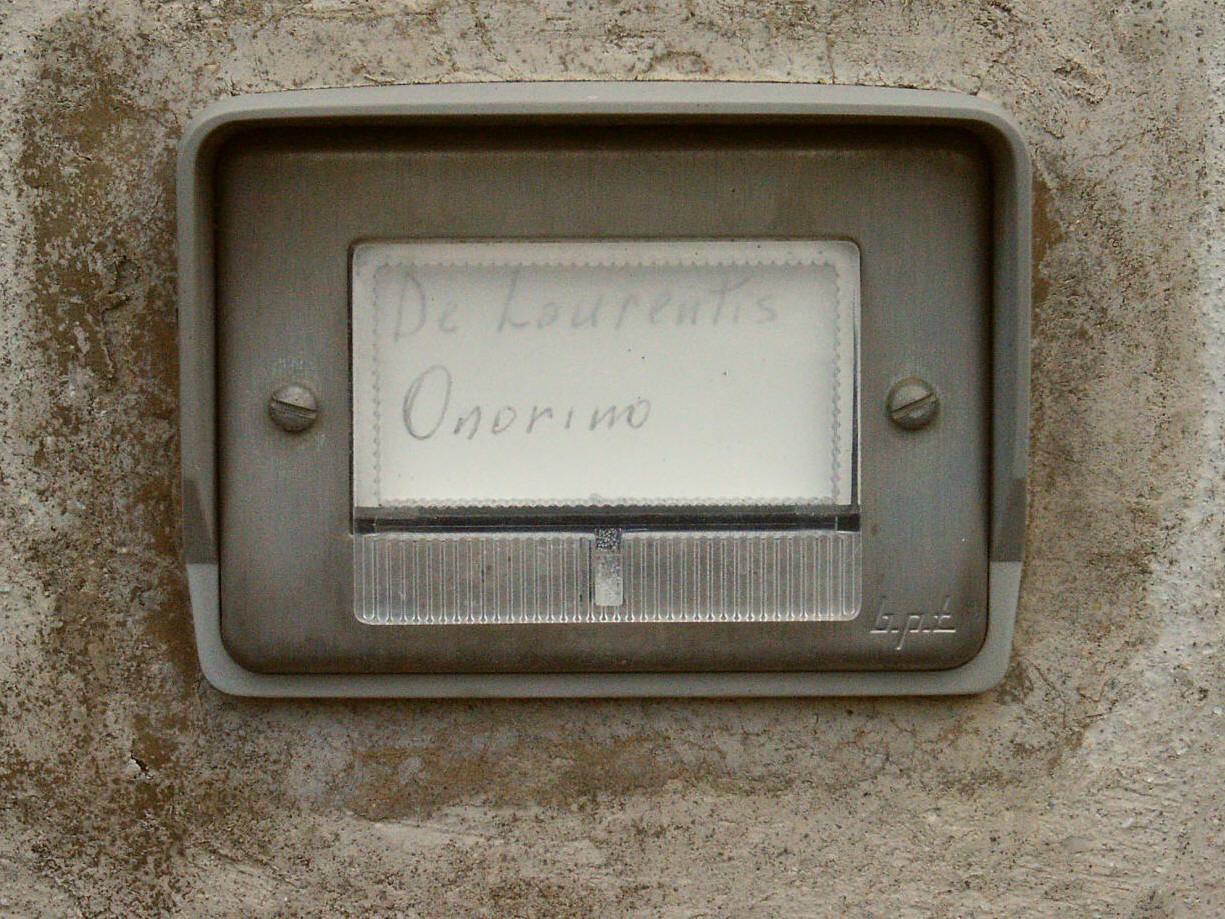 De Laurentis
Onorino
b.p.t